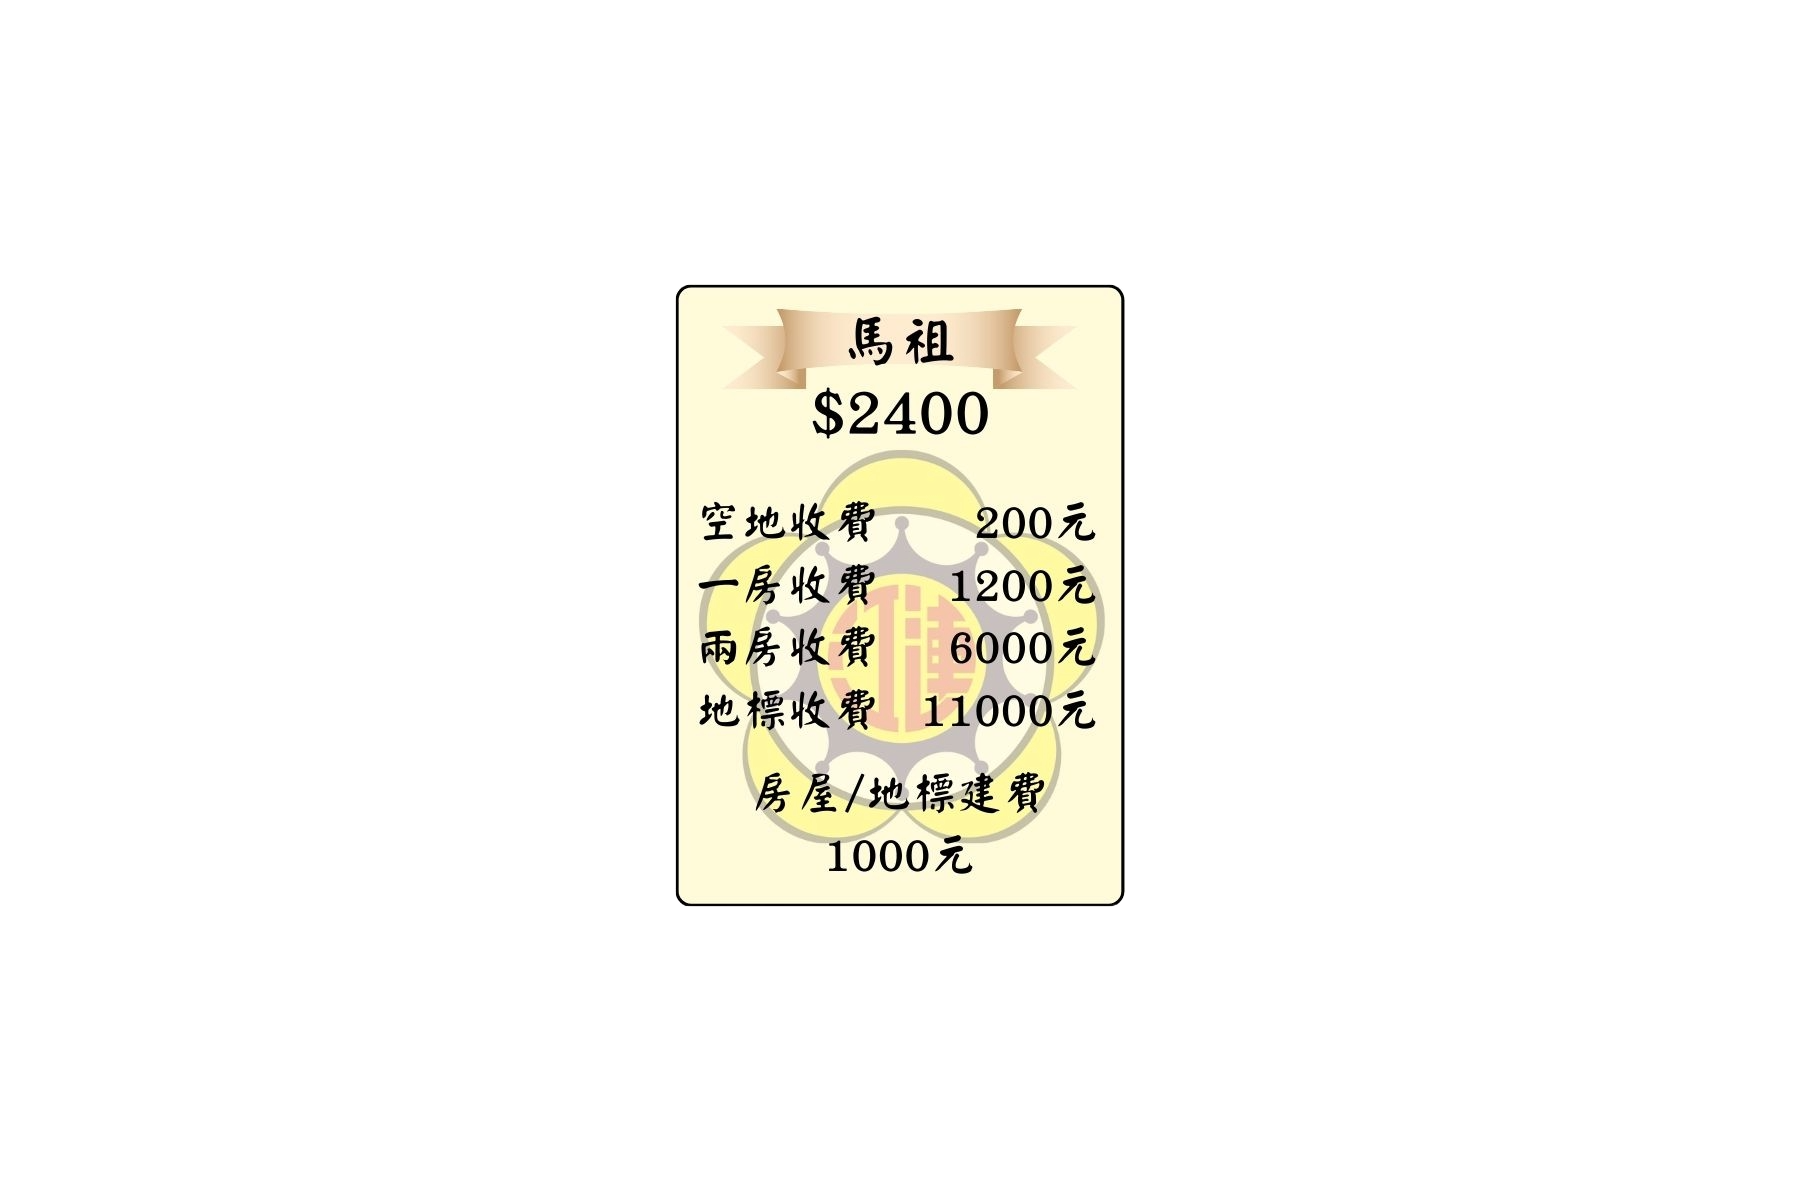 馬祖
$2400
空地收費 200元
一房收費 1200元
兩房收費 6000元
地標收費 11000元
房屋/地標建費
1000元